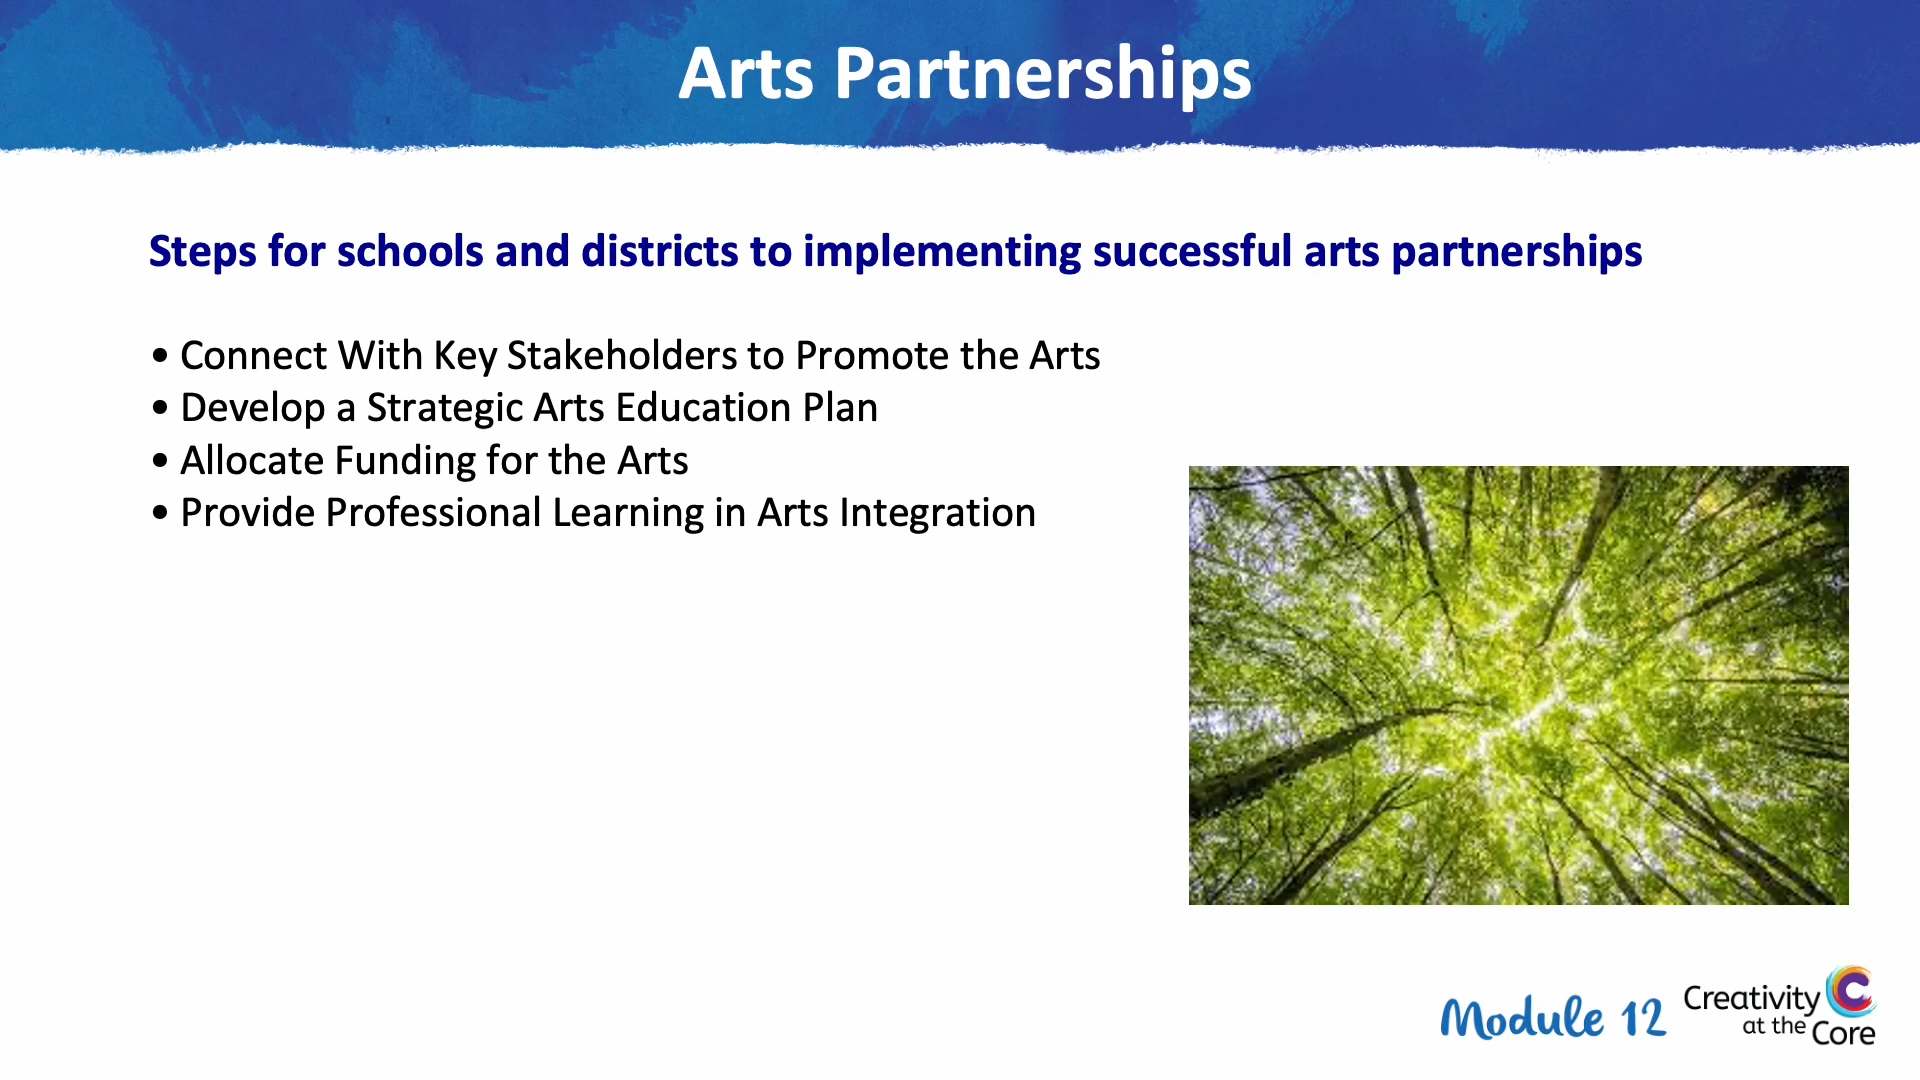 Arts Partnerships
Steps for schools and districts to implementing successful arts partnerships
• Connect With Key Stakeholders to Promote the Arts
• Develop a Strategic Arts Education Plan
• Allocate Funding for the Arts
• Provide Professional Learning in Arts Integration
Module 12
Creativity
at the Core